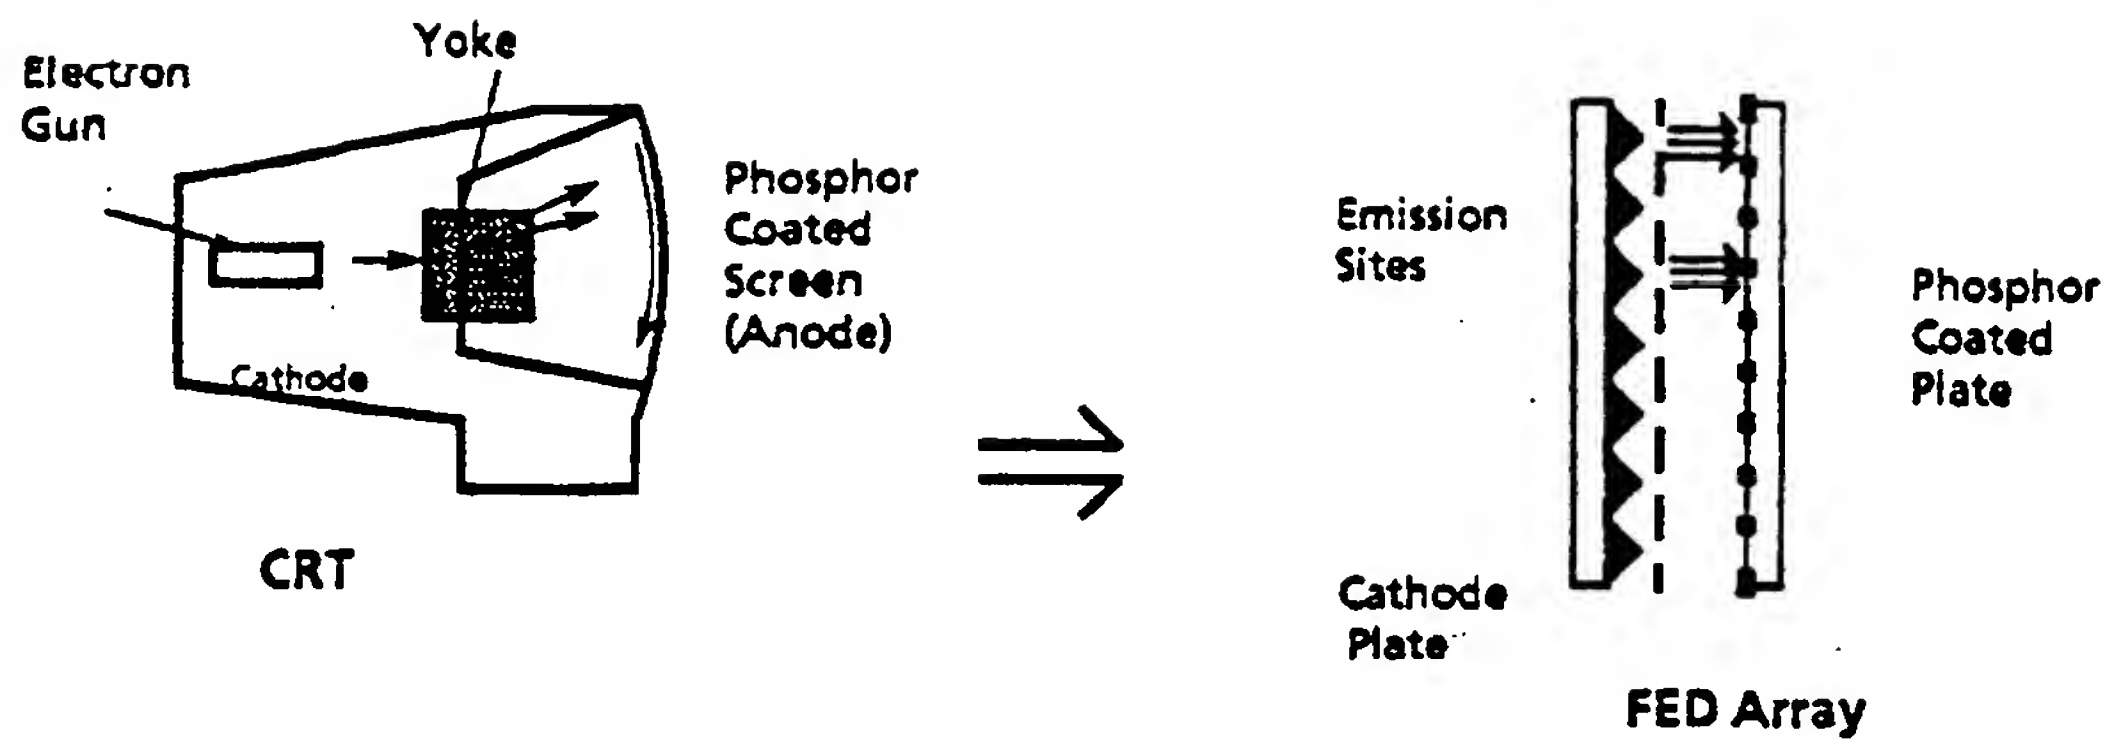 Yoke
Electron
Gun
Phosphor
Coated
Screen
(Anode)
Cathode
CRT
Emission
Sites
Phosphor
Coated
Plate
Cathode
Plate
FED Array